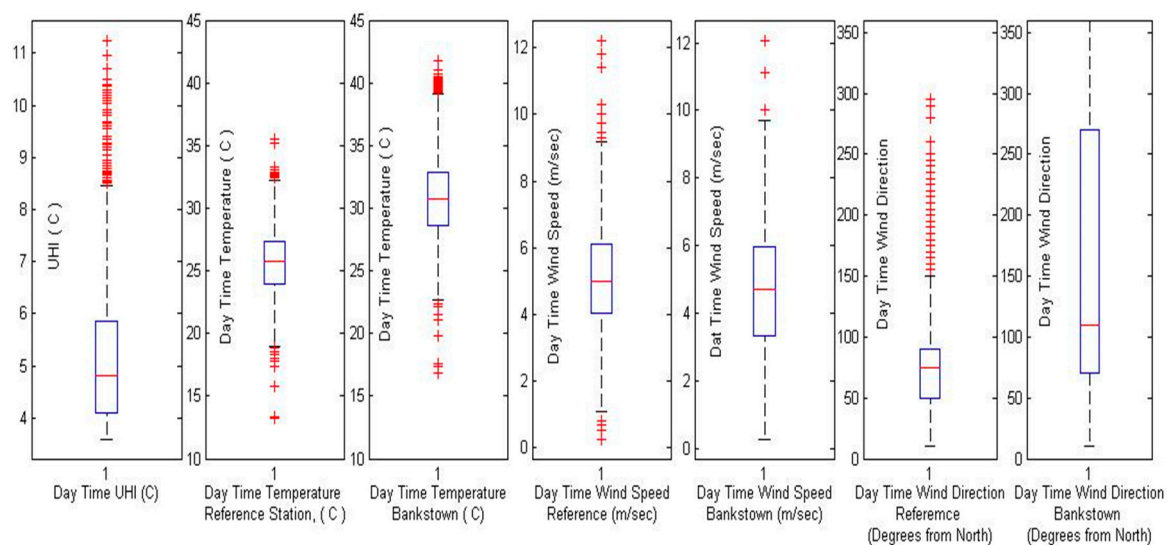 11
10
9
8
7
6
5
4
UHI ( C )
1
Day Time UHI (C)
45
40
35
30
25
20
15
10
Day Time Temperature ( C )
1
Day Time Temperature
Reference Station, ( C )
45
40
35
30
25
20
15
10
Day Time Temperature ( C )
1
Day Time Temperature
Bankstown ( C)
12
10
8
6
4
2
0
Day Time Wind Speed (m/sec)
1
Day Time Wind Speed
Reference (m/sec)
12
10
8
6
4
2
0
Dat Time Wind Speed (m/sec)
1
Day Time Wind Speed
Bankstown (m/sec)
350
300
250
200
150
100
50
0
Day Time Wind Direction
1
Day Time Wind Direction
Reference
(Degrees from North)
350
300
250
200
150
100
50
0
Day Time Wind Direction
1
Day Time Wind Direction
Bankstown
(Degrees from North)